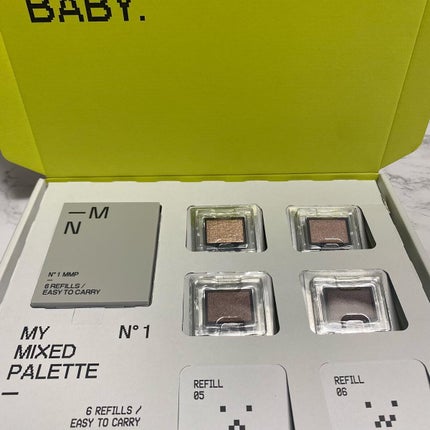 BABY.
—M
N
N°1 MMP
6 REFILLS /
EASY TO CARRY
MY N°1
MIXED
PALETTE
6 REFILLS /
EASY TO CARRY
REFILL
05
REFILL
06